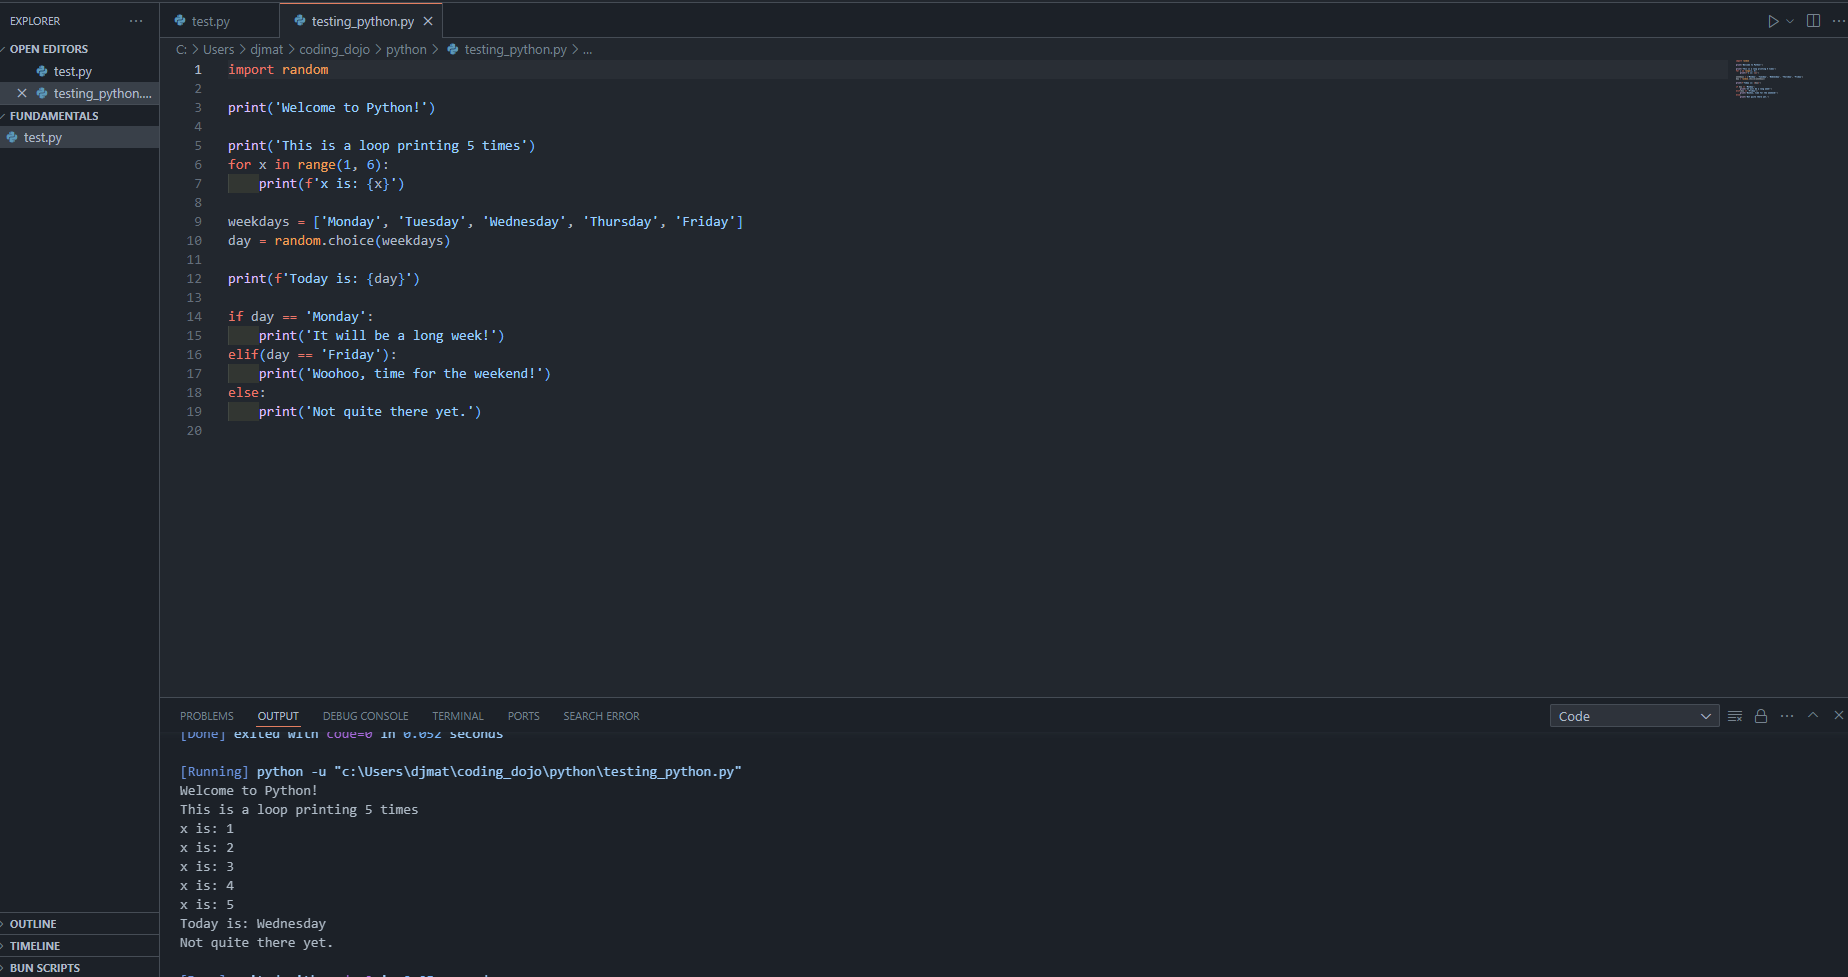 EXPLORER
OPEN EDITORS
test.py
testing_python....
FUNDAMENTALS
test.py
OUTLINE
TIMELINE
BUN SCRIPTS
test.py
testing_python.py
C: > Users > djmat > coding_dojo > python > testing_python.py > ...
1 import random
2
3 print('Welcome to Python!')
4
5 print('This is a loop printing 5 times')
6 for x in range(1, 6):
7     print(f'x is: {x}')
8
9 weekdays = ['Monday', 'Tuesday', 'Wednesday', 'Thursday', 'Friday']
10 day = random.choice(weekdays)
11
12 print(f'Today is: {day}')
13
14 if day == 'Monday':
15     print('It will be a long week!')
16 elif(day == 'Friday'):
17     print('Woohoo, time for the weekend!')
18 else:
19     print('Not quite there yet.')
20
PROBLEMS OUTPUT DEBUG CONSOLE TERMINAL PORTS SEARCH ERROR
Code
[Done] exited with code=0 in 0.052 seconds
[Running] python -u "c:\Users\djmat\coding_dojo\python\testing_python.py"
Welcome to Python!
This is a loop printing 5 times
x is: 1
x is: 2
x is: 3
x is: 4
x is: 5
Today is: Wednesday
Not quite there yet.